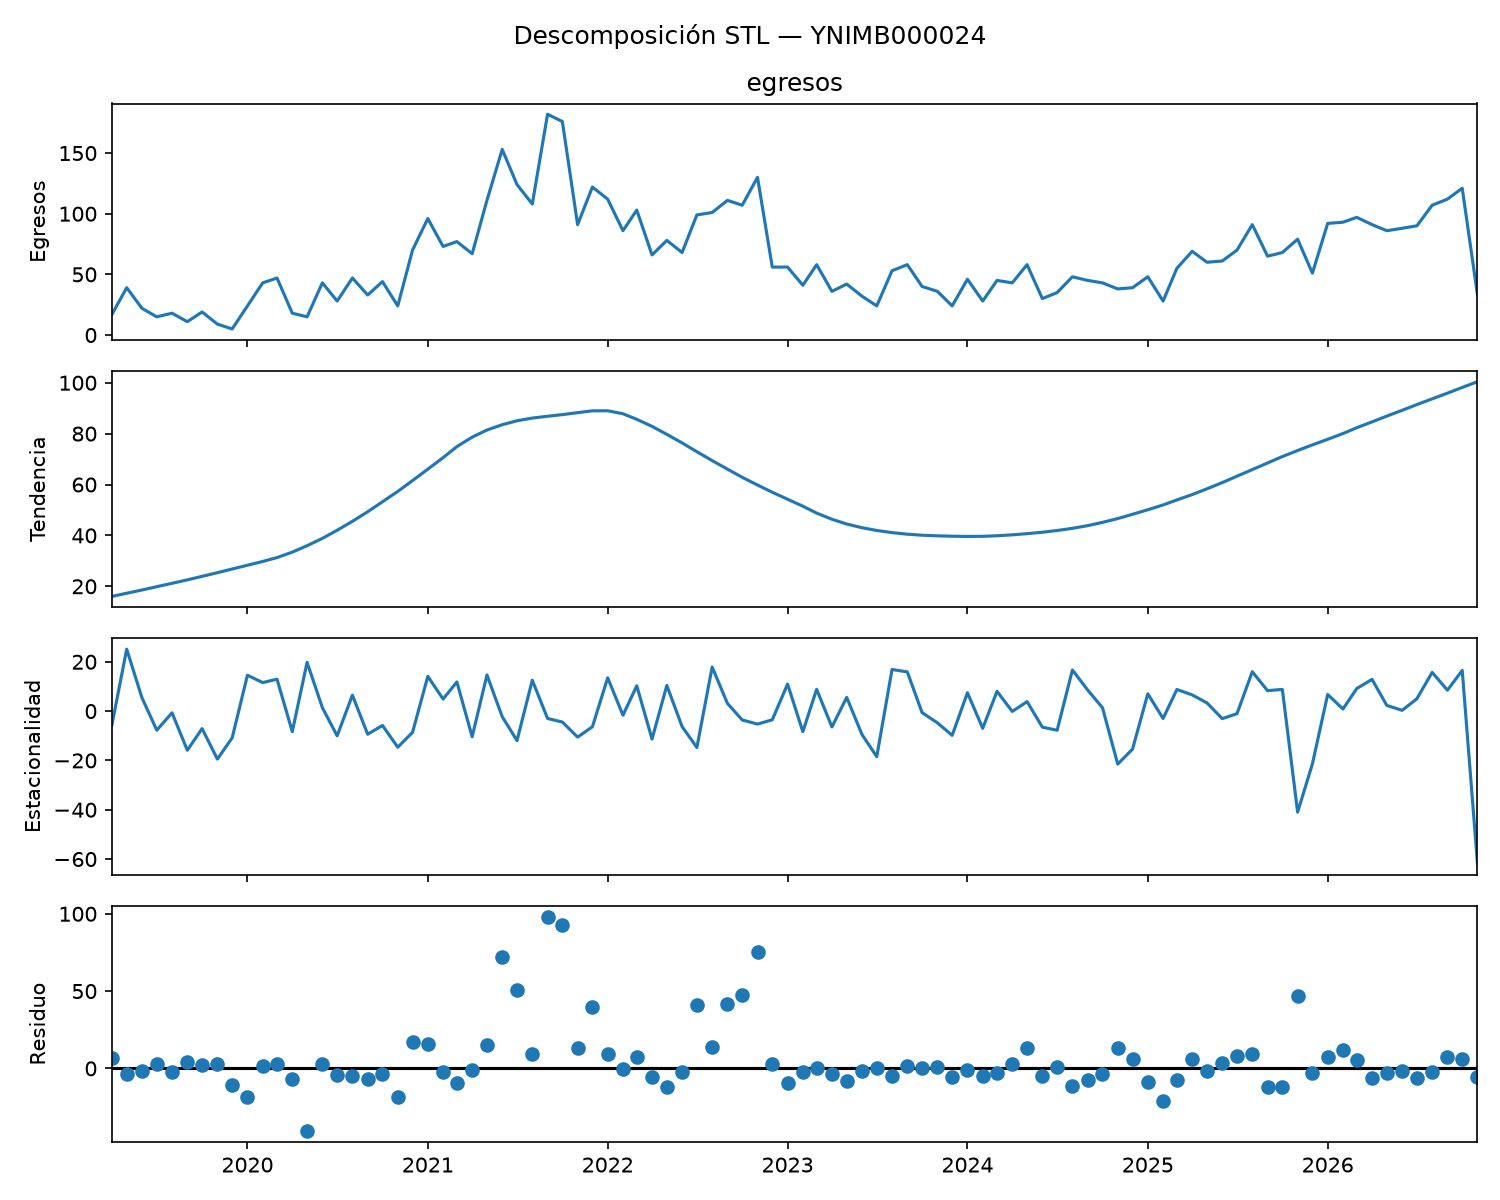 Descomposición STL — YNIMB000024
egresos
Egresos
150
100
50
0
Tendencia
100
80
60
40
20
Estacionalidad
20
0
−20
−40
−60
Residuo
100
50
0
2020 2021 2022 2023 2024 2025 2026